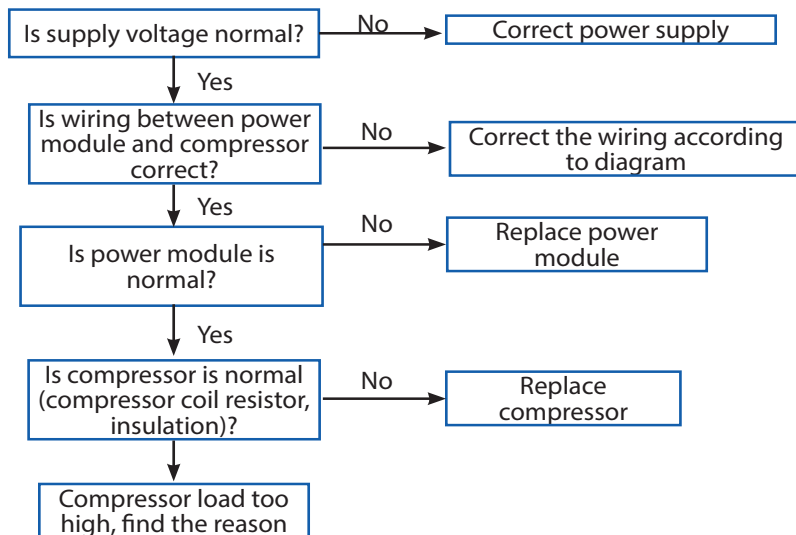 Is supply voltage normal?
No
Correct power supply
Yes
Is wiring between power
module and compressor
correct?
No
Correct the wiring according
to diagram
Yes
Is power module is
normal?
No
Replace power
module
Yes
Is compressor is normal
(compressor coil resistor,
insulation)?
No
Replace
compressor
Compressor load too
high, find the reason